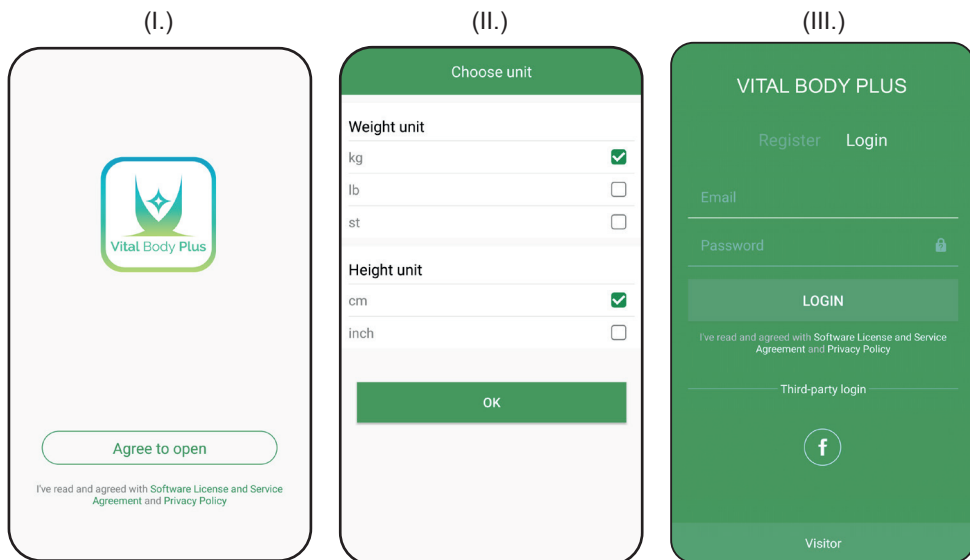 (I.)
Vital Body Plus
Agree to open
I've read and agreed with Software License and Service
Agreement and Privacy Policy
(II.)
Choose unit
Weight unit
kg
lb
st
Height unit
cm
inch
OK
(III.)
VITAL BODY PLUS
Register Login
Email
Password
LOGIN
I've read and agreed with Software License and Service
Agreement and Privacy Policy
Third-party login
f
Visitor